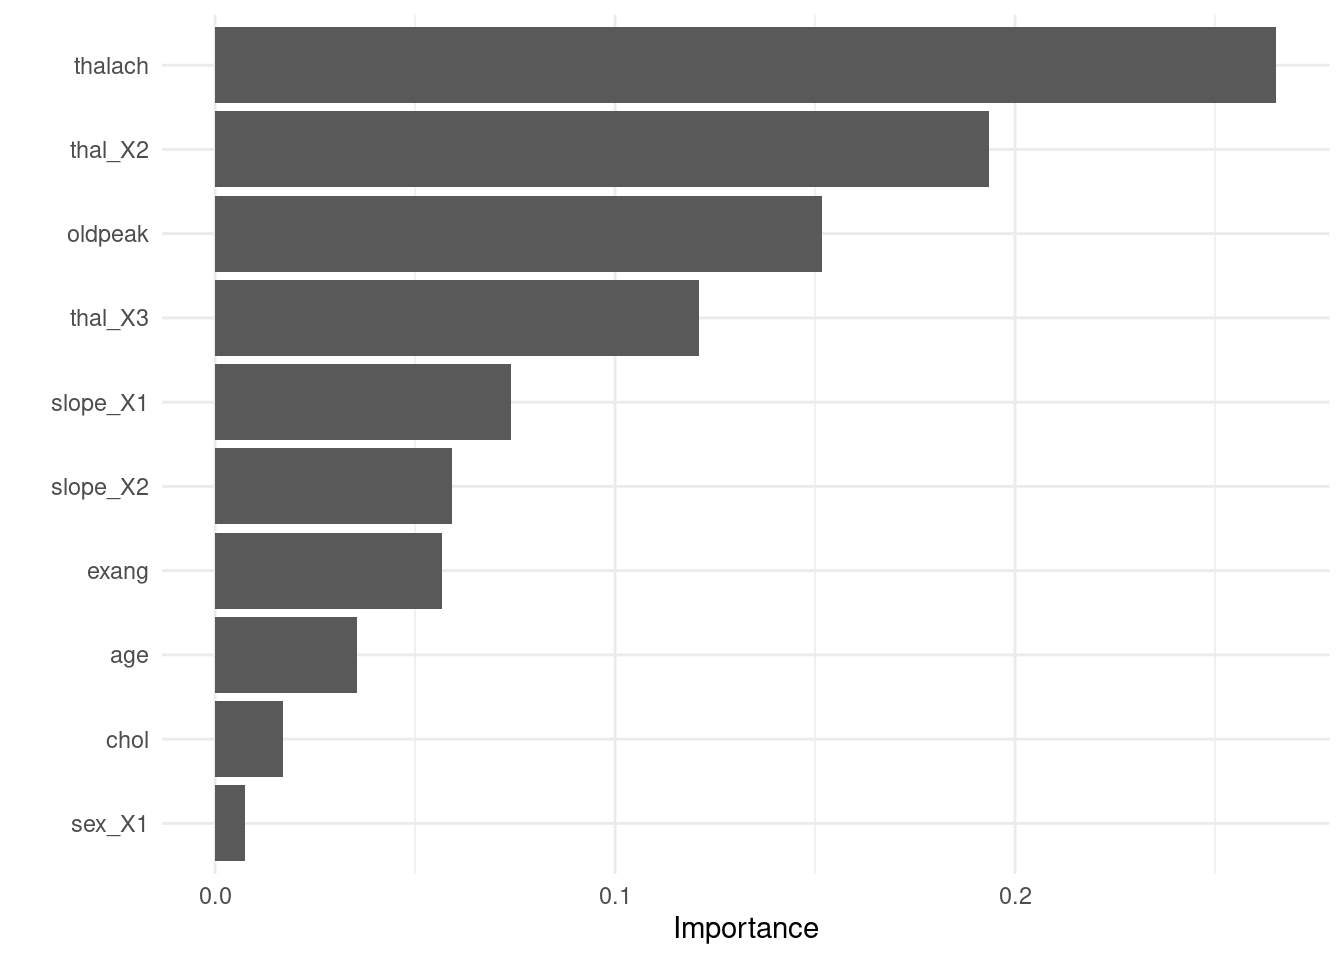 thalach
thal_X2
oldpeak
thal_X3
slope_X1
slope_X2
exang
age
chol
sex_X1
0.0 0.1 0.2
Importance